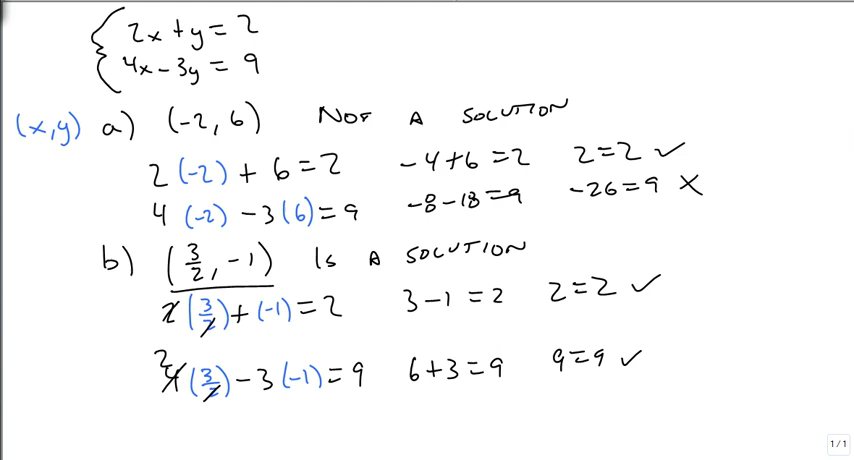 2x + y = 2
4x - 3y = 9
(x,y) a) (-2, 6) NOT A SOLUTION
2(-2) + 6 = 2 -4+6 = 2 2=2 ✓
4(-2) - 3(6) = 9 -8-18=9 -26=9 X
b) (3/2, -1) IS A SOLUTION
2(3/2) + (-1) = 2 3-1 = 2 2=2 ✓
2
4(3/2) - 3(-1) = 9 6+3=9 9=9 ✓
1 / 1